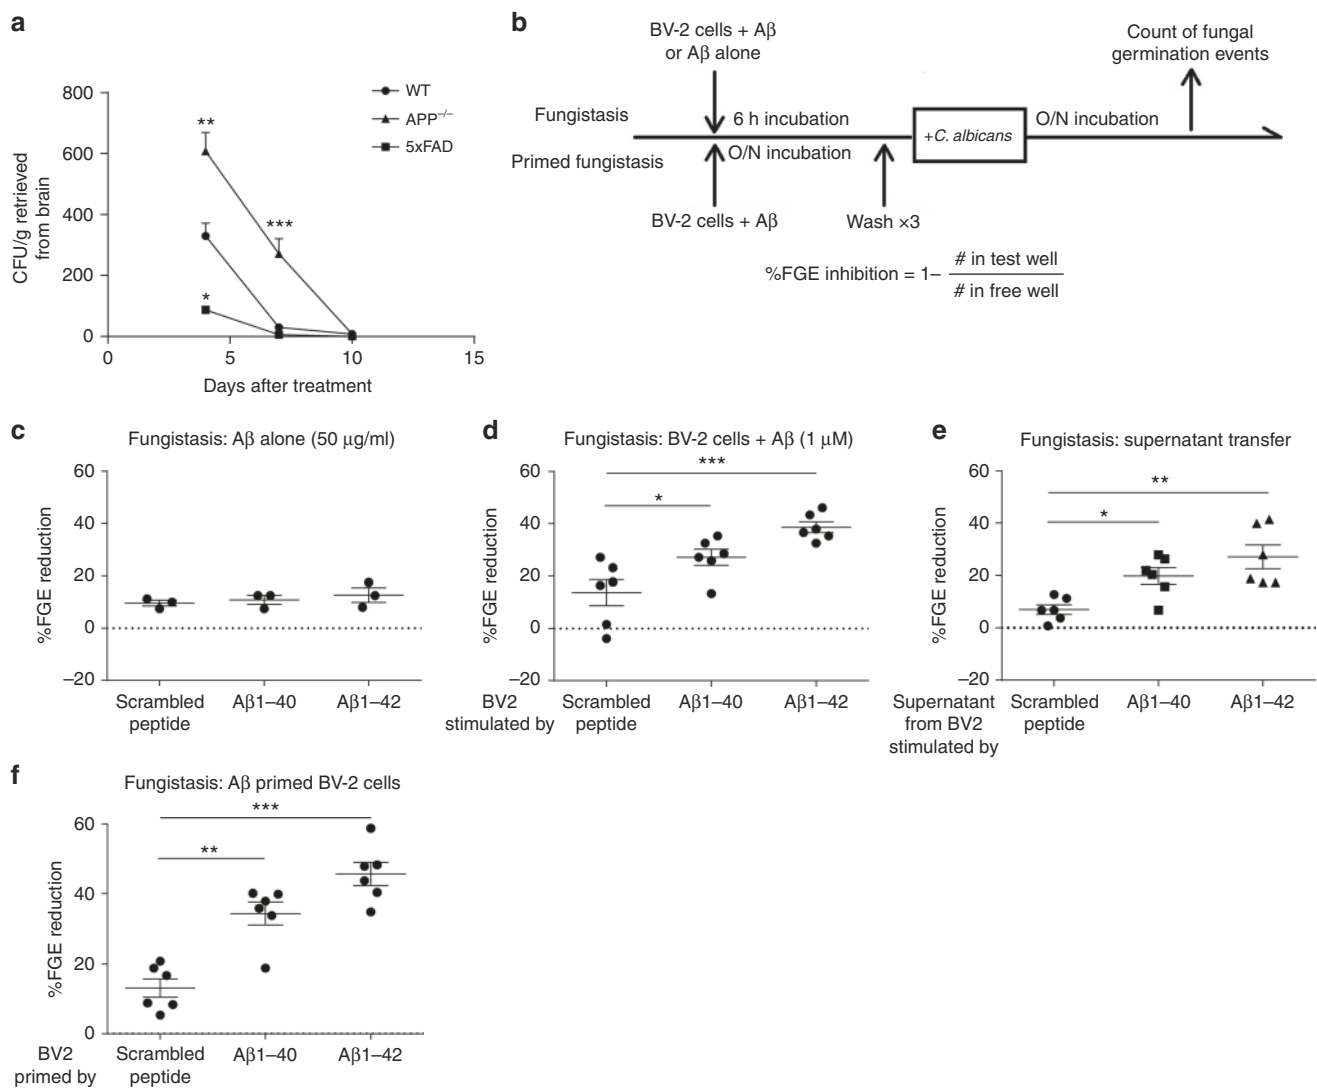 a
800
600
400
200
0
0
5
10
15
CFU/g retrieved
from brain
Days after treatment
WT
APP⁻/⁻
5xFAD
**
***
*
b
BV-2 cells + Aβ
or Aβ alone
Count of fungal
germination events
Fungistasis
6 h incubation
+C. albicans
O/N incubation
Primed fungistasis
O/N incubation
BV-2 cells + Aβ
Wash ×3
%FGE inhibition = 1–
# in test well
# in free well
c
Fungistasis: Aβ alone (50 μg/ml)
60
40
20
0
–20
%FGE reduction
Scrambled
peptide
Aβ1–40
Aβ1–42
d
Fungistasis: BV-2 cells + Aβ (1 μM)
***
*
60
40
20
0
–20
%FGE reduction
BV2
stimulated by
Scrambled
peptide
Aβ1–40
Aβ1–42
e
Fungistasis: supernatant transfer
**
*
60
40
20
0
–20
%FGE reduction
Supernatant
from BV2
stimulated by
Scrambled
peptide
Aβ1–40
Aβ1–42
f
Fungistasis: Aβ primed BV-2 cells
***
**
60
40
20
0
%FGE reduction
BV2
primed by
Scrambled
peptide
Aβ1–40
Aβ1–42